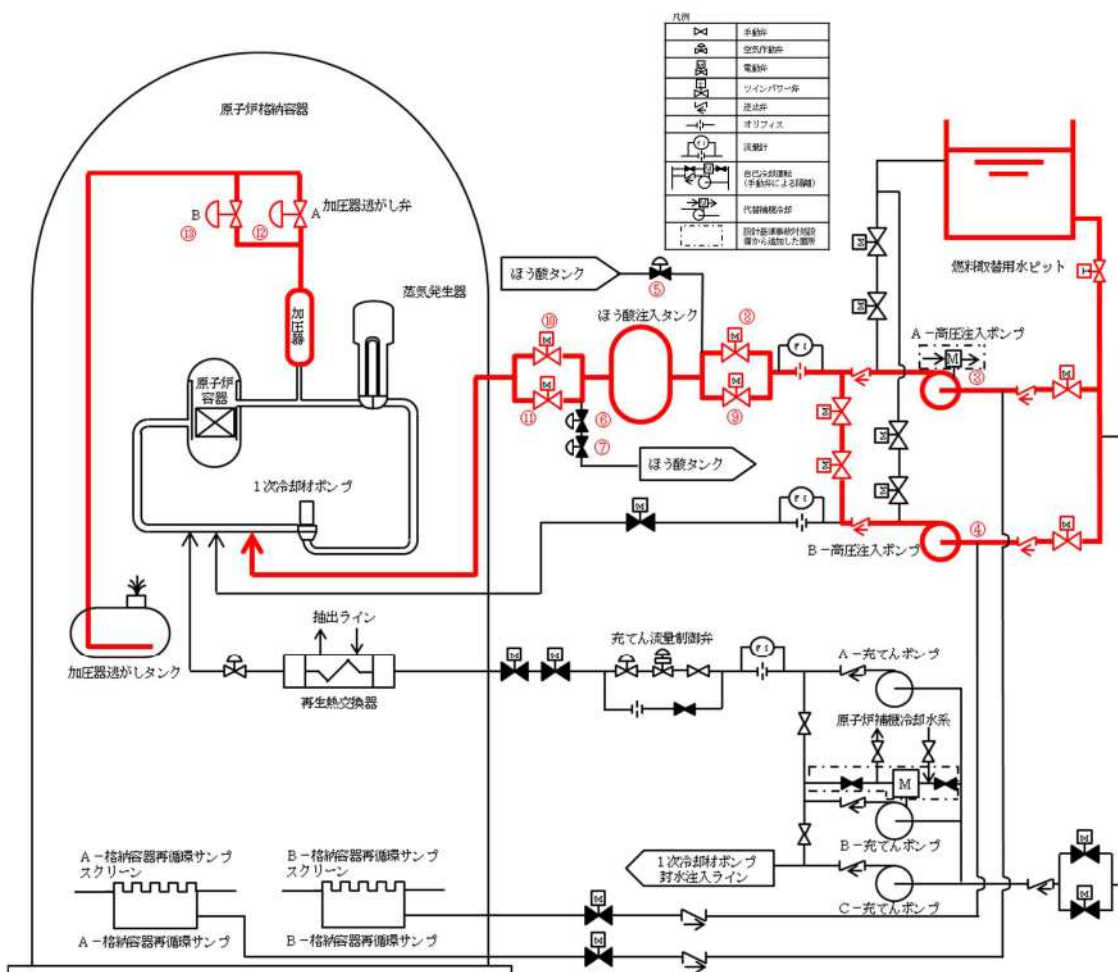 凡例
手動弁
空気作動弁
電動弁
ツインパワー弁
逆止弁
オリフィス
FI
流量計
M
自己冷却運転
(手動弁による隔離)
M
代替補機冷却
設計基準事故対処設
備から追加した箇所
原子炉格納容器
B
⑬
⑫
A
加圧器逃がし弁
加圧器
蒸気発生器
原子炉
容器
1次冷却材ポンプ
加圧器逃がしタンク
ほう酸タンク
⑤
ほう酸注入タンク
⑩
M
⑪
M
⑥
⑦
⑧
M
⑨
M
ほう酸タンク
FI
燃料取替用水ピット
A-高圧注入ポンプ
M
③
M
M
M
M
M
M
M
M
FI
④
M
B-高圧注入ポンプ
抽出ライン
再生熱交換器
M
M
充てん流量制御弁
FI
A-充てんポンプ
原子炉補機冷却水系
M
B-充てんポンプ
1次冷却材ポンプ
封水注入ライン
C-充てんポンプ
M
M
A-格納容器再循環サンプ
スクリーン
B-格納容器再循環サンプ
スクリーン
A-格納容器再循環サンプ
B-格納容器再循環サンプ
M
M